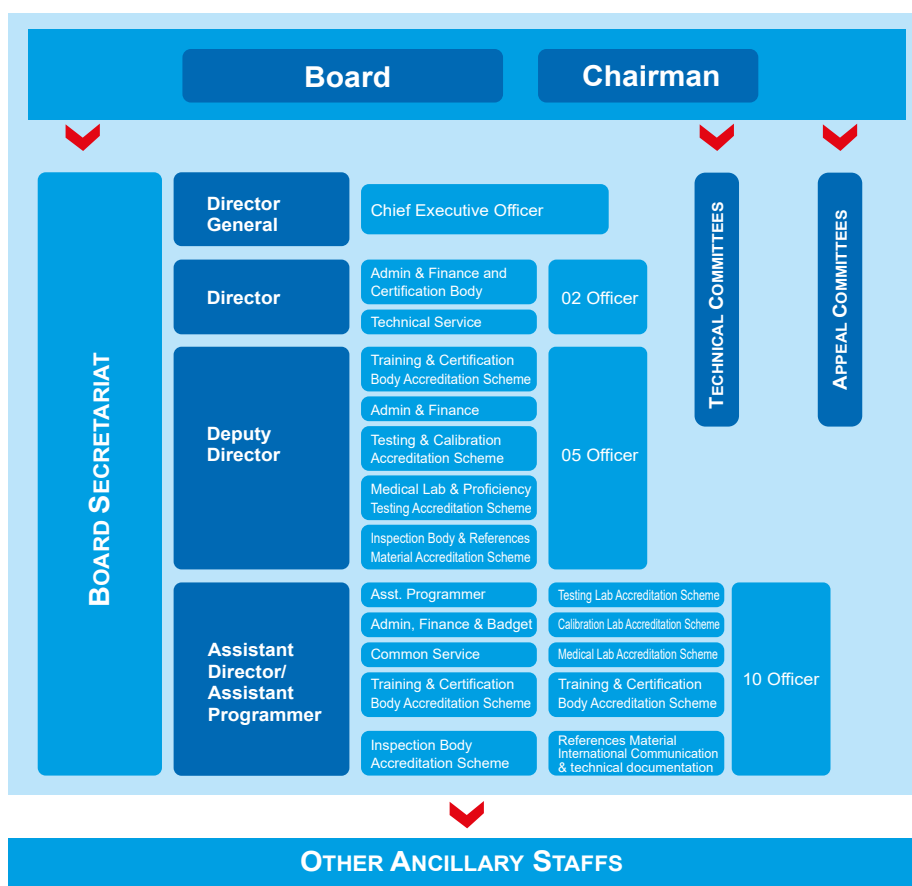 Board
Chairman
BOARD SECRETARIAT
Director
General
Chief Executive Officer
TECHNICAL COMMITTEES
APPEAL COMMITTEES
Director
Admin & Finance and
Certification Body
Technical Service
02 Officer
Deputy
Director
Training & Certification
Body Accreditation Scheme
Admin & Finance
Testing & Calibration
Accreditation Scheme
Medical Lab & Proficiency
Testing Accreditation Scheme
Inspection Body & References
Material Accreditation Scheme
05 Officer
Assistant
Director/
Assistant
Programmer
Asst. Programmer
Admin, Finance & Badget
Common Service
Training & Certification
Body Accreditation Scheme
Inspection Body
Accreditation Scheme
Testing Lab Accreditation Scheme
Calibration Lab Accreditation Scheme
Medical Lab Accreditation Scheme
Training & Certification
Body Accreditation Scheme
References Material
International Communication
& technical documentation
10 Officer
OTHER ANCILLARY STAFFS